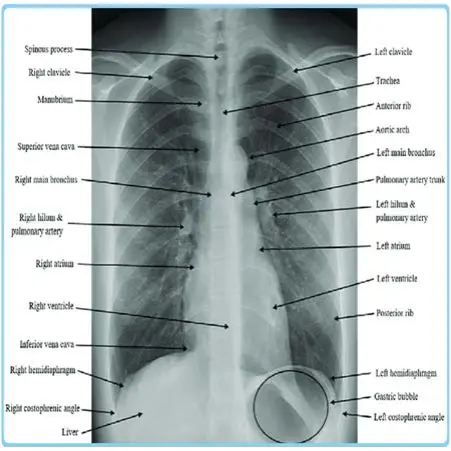 Spinous process
Right clavicle
Manubrium
Superior vena cava
Right main bronchus
Right hilum &
pulmonary artery
Right atrium
Right ventricle
Inferior vena cava
Right hemidiaphragm
Right costophrenic angle
Liver
Left clavicle
Trachea
Anterior rib
Aortic arch
Left main bronchus
Pulmonary artery trunk
Left hilum &
pulmonary artery
Left atrium
Left ventricle
Posterior rib
Left hemidiaphragm
Gastric bubble
Left costophrenic angle